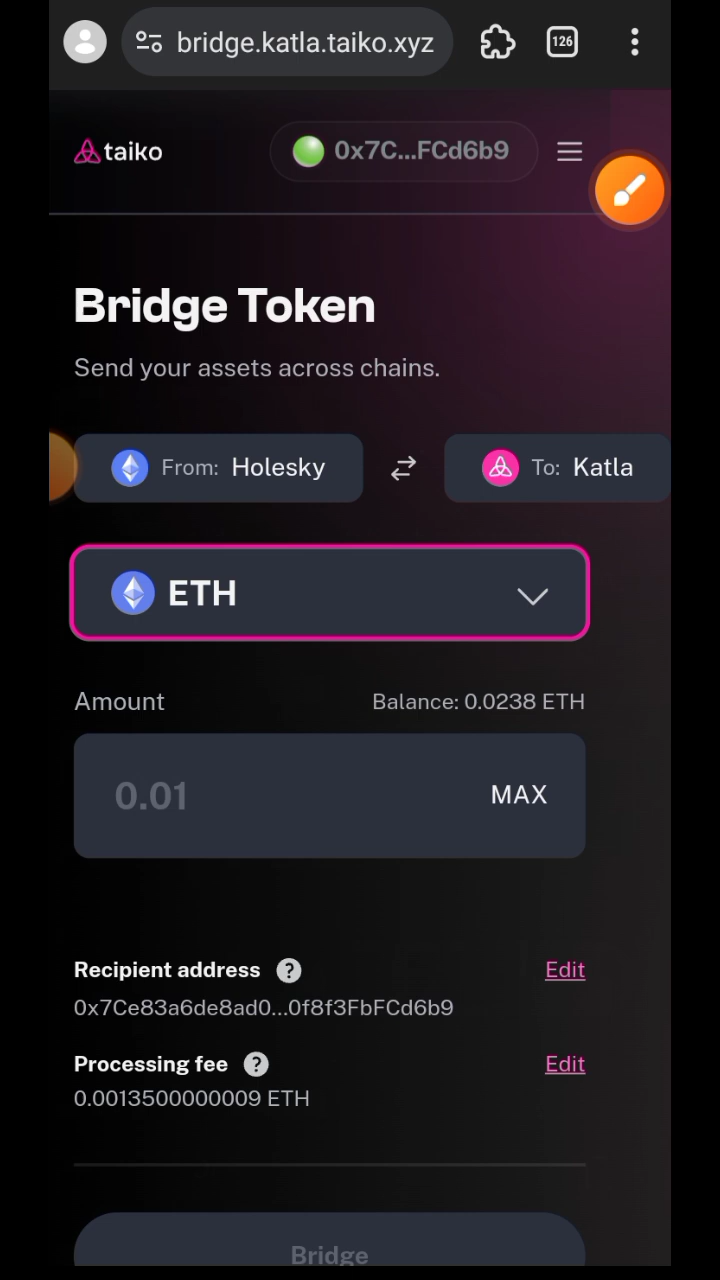 bridge.katla.taiko.xyz
126
taiko
0x7C...FCd6b9
Bridge Token
Send your assets across chains.
From: Holesky
To: Katla
ETH
Amount
Balance: 0.0238 ETH
0.01
MAX
Recipient address ?
Edit
0x7Ce83a6de8ad0...0f8f3FbFCd6b9
Processing fee ?
Edit
0.0013500000009 ETH
Bridge